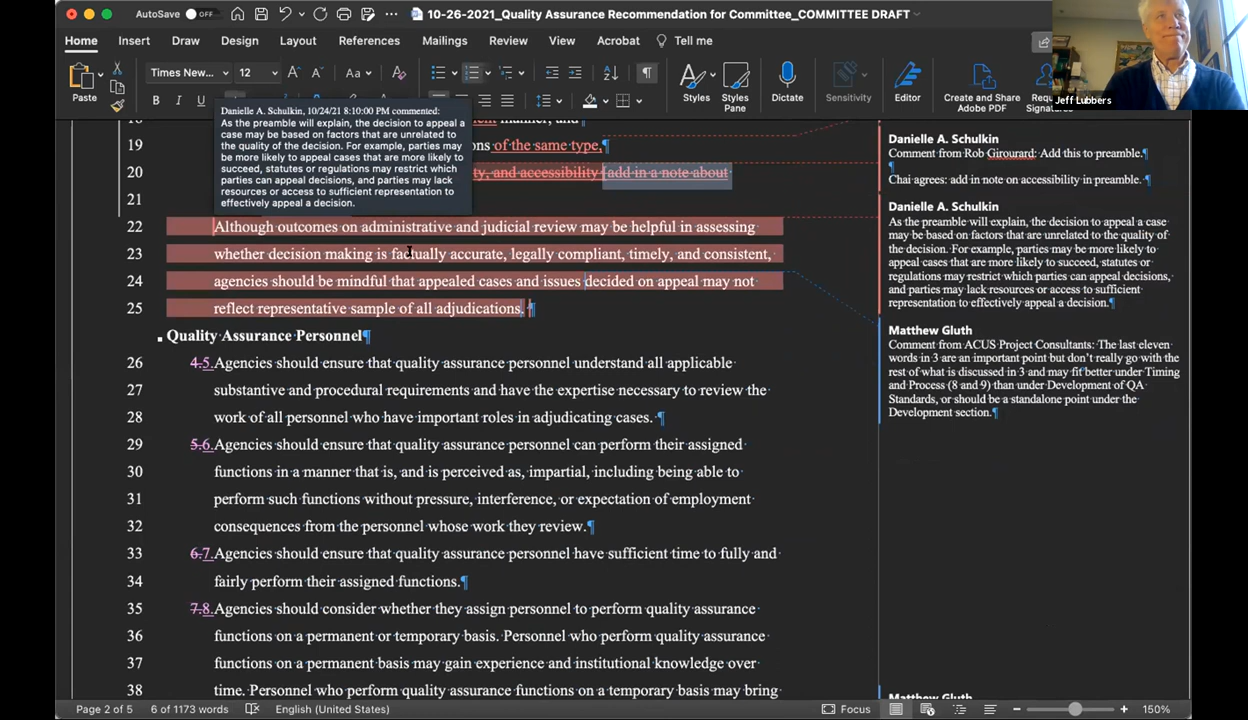 AutoSave OFF
10-26-2021_Quality Assurance Recommendation for Committee_COMMITTEE DRAFT
Home Insert Draw Design Layout References Mailings Review View Acrobat Tell me
Paste
Times New...
12
Aa
B I
Styles
Styles Pane
Dictate
Sensitivity
Editor
Create and Share Adobe PDF
Jeff Lubbers
Danielle A. Schulkin, 10/24/21 8:10:00 PM commented:
As the preamble will explain, the decision to appeal a
case may be based on factors that are unrelated to
the quality of the decision. For example, parties may
be more likely to appeal cases that are more likely to
succeed, statutes or regulations may restrict which
parties can appeal decisions, and parties may lack
resources or access to sufficient representation to
effectively appeal a decision.
manner, and
19 of the same type,
20 ty, and accessibility [add in a note about
21
22 Although outcomes on administrative and judicial review may be helpful in assessing
23 whether decision making is factually accurate, legally compliant, timely, and consistent,
24 agencies should be mindful that appealed cases and issues decided on appeal may not
25 reflect representative sample of all adjudications.
Quality Assurance Personnel
26 4.5. Agencies should ensure that quality assurance personnel understand all applicable
27 substantive and procedural requirements and have the expertise necessary to review the
28 work of all personnel who have important roles in adjudicating cases.
29 5.6. Agencies should ensure that quality assurance personnel can perform their assigned
30 functions in a manner that is, and is perceived as, impartial, including being able to
31 perform such functions without pressure, interference, or expectation of employment
32 consequences from the personnel whose work they review.
33 6.7. Agencies should ensure that quality assurance personnel have sufficient time to fully and
34 fairly perform their assigned functions.
35 7.8. Agencies should consider whether they assign personnel to perform quality assurance
36 functions on a permanent or temporary basis. Personnel who perform quality assurance
37 functions on a permanent basis may gain experience and institutional knowledge over
38 time. Personnel who perform quality assurance functions on a temporary basis may bring
Danielle A. Schulkin
Comment from Rob Girourard: Add this to preamble.
Chai agrees: add in note on accessibility in preamble.
Danielle A. Schulkin
As the preamble will explain, the decision to appeal a case may be based on factors that are unrelated to the quality of
the decision. For example, parties may be more likely to
appeal cases that are more likely to succeed, statutes or
regulations may restrict which parties can appeal decisions,
and parties may lack resources or access to sufficient
representation to effectively appeal a decision.
Matthew Gluth
Comment from ACUS Project Consultants: The last eleven
words in 3 are an important point but don't really go with the
rest of what is discussed in 3 and may fit better under Timing
and Process (8 and 9) than under Development of QA
Standards, or should be a standalone point under the
Development section.
Matthew Gluth
Page 2 of 5 6 of 1173 words English (United States) Focus 150%